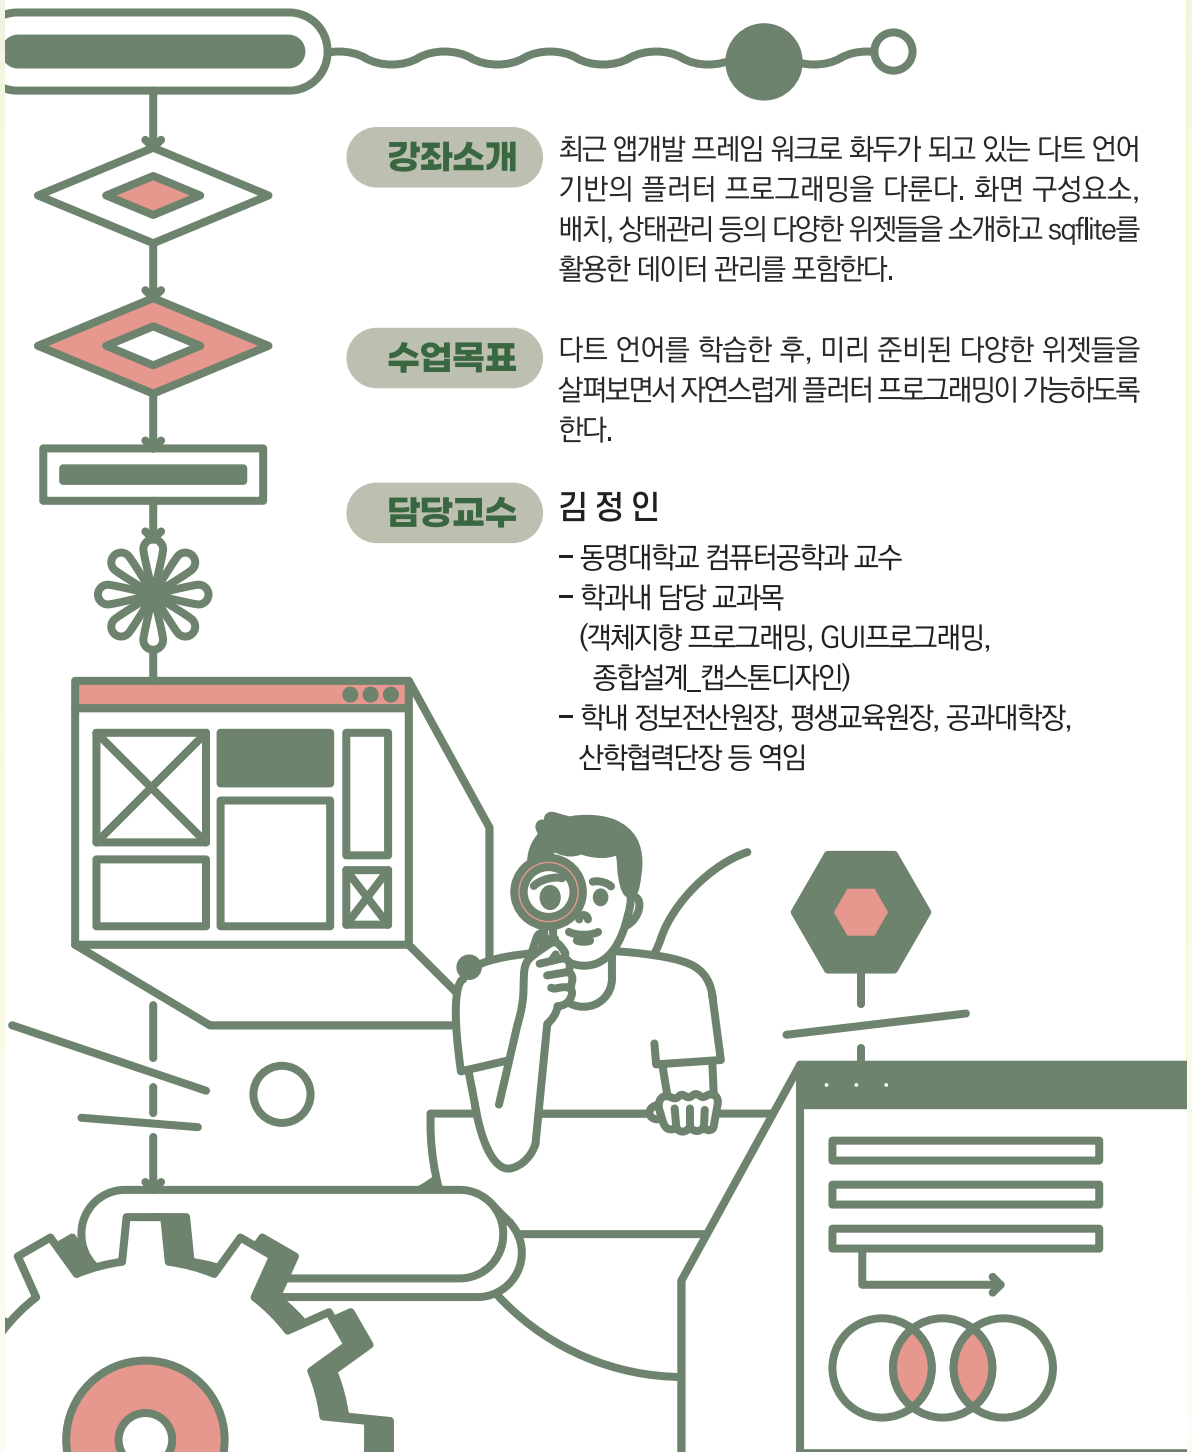 강좌소개
최근 앱개발 프레임 워크로 화두가 되고 있는 다트 언어
기반의 플러터 프로그래밍을 다룬다. 화면 구성요소,
배치, 상태관리 등의 다양한 위젯들을 소개하고 sqflite를
활용한 데이터 관리를 포함한다.
수업목표
다트 언어를 학습한 후, 미리 준비된 다양한 위젯들을
살펴보면서 자연스럽게 플러터 프로그래밍이 가능하도록
한다.
담당교수
김 정 인
– 동명대학교 컴퓨터공학과 교수
– 학과내 담당 교과목
(객체지향 프로그래밍, GUI프로그래밍,
종합설계_캡스톤디자인)
– 학내 정보전산원장, 평생교육원장, 공과대학장,
산학협력단장 등 역임